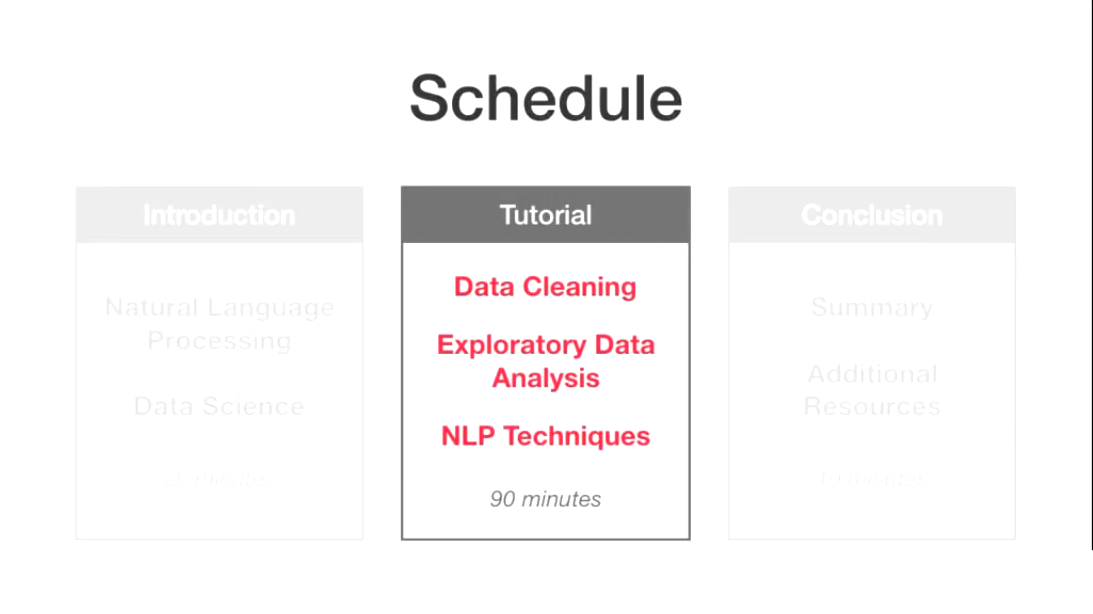 Schedule
Introduction
Natural Language
Processing
Data Science
Tutorial
Data Cleaning
Exploratory Data
Analysis
NLP Techniques
90 minutes
Conclusion
Summary
Additional
Resources